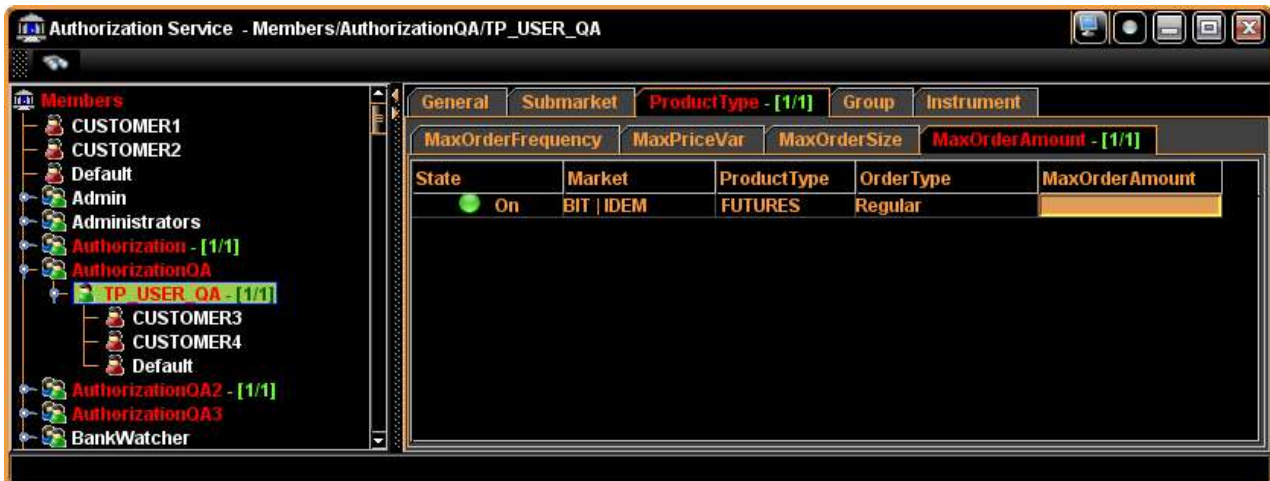 Authorization Service - Members/AuthorizationQA/TP_USER_QA
Members
CUSTOMER1
CUSTOMER2
Default
Admin
Administrators
Authorization - [1/1]
AuthorizationQA
TP_USER_QA - [1/1]
CUSTOMER3
CUSTOMER4
Default
AuthorizationQA2 - [1/1]
AuthorizationQA3
BankWatcher
General Submarket ProductType - [1/1] Group Instrument
MaxOrderFrequency MaxPriceVar MaxOrderSize MaxOrderAmount - [1/1]
State Market ProductType OrderType MaxOrderAmount
On BIT | IDEM FUTURES Regular